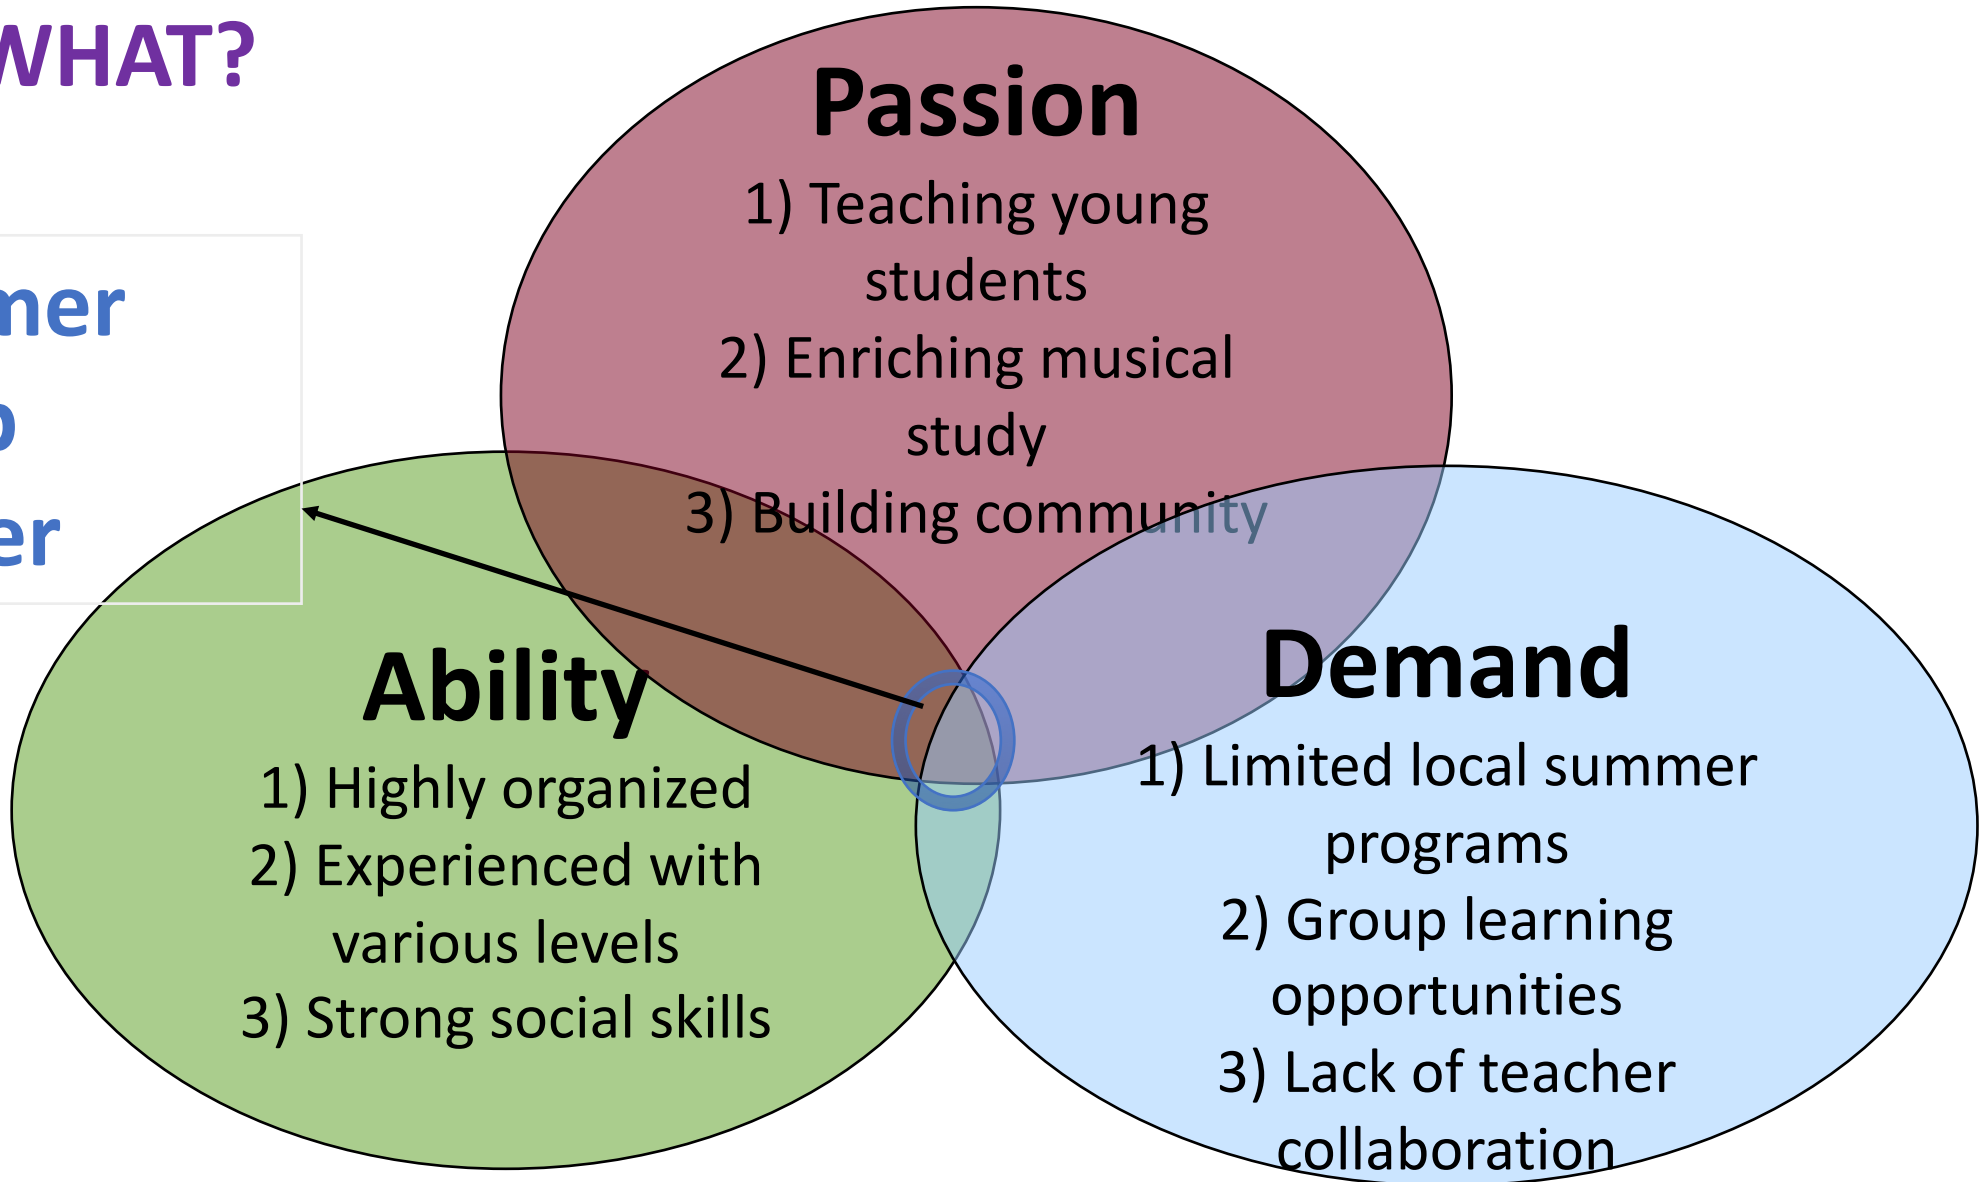 WHAT?
Passion
1) Teaching young
students
2) Enriching musical
study
3) Building community
Ability
1) Highly organized
2) Experienced with
various levels
3) Strong social skills
Demand
1) Limited local summer
programs
2) Group learning
opportunities
3) Lack of teacher
collaboration